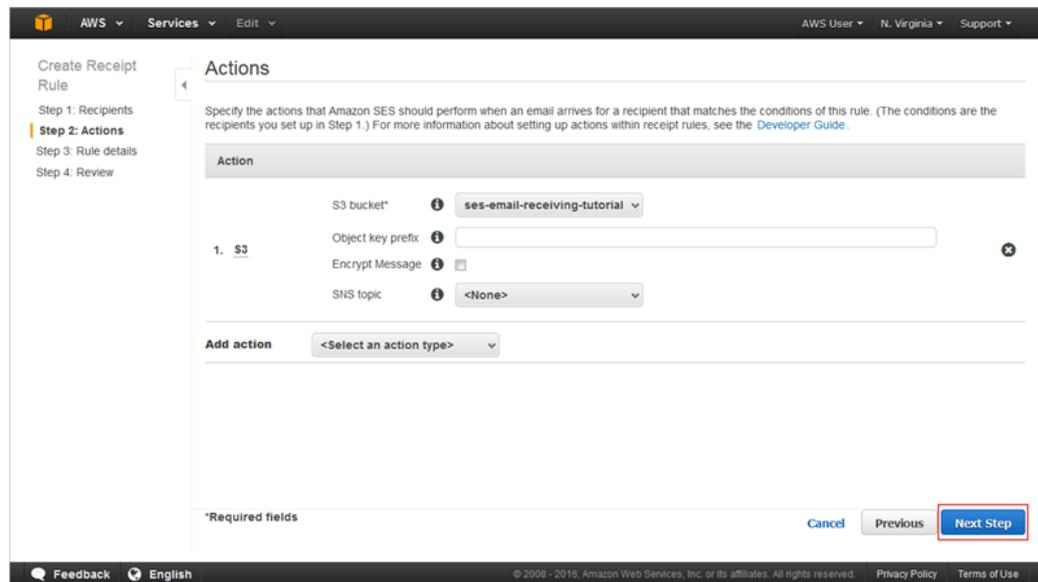 AWS Services Edit AWS User N. Virginia Support
Create Receipt
Rule
Step 1: Recipients
Step 2: Actions
Step 3: Rule details
Step 4: Review
Actions
Specify the actions that Amazon SES should perform when an email arrives for a recipient that matches the conditions of this rule. (The conditions are the
recipients you set up in Step 1.) For more information about setting up actions within receipt rules, see the Developer Guide.
Action
1. S3
S3 bucket* ses-email-receiving-tutorial
Object key prefix
Encrypt Message
SNS topic <None>
Add action <Select an action type>
*Required fields
Cancel Previous Next Step
Feedback English © 2008 - 2016, Amazon Web Services, Inc. or its affiliates. All rights reserved. Privacy Policy Terms of Use